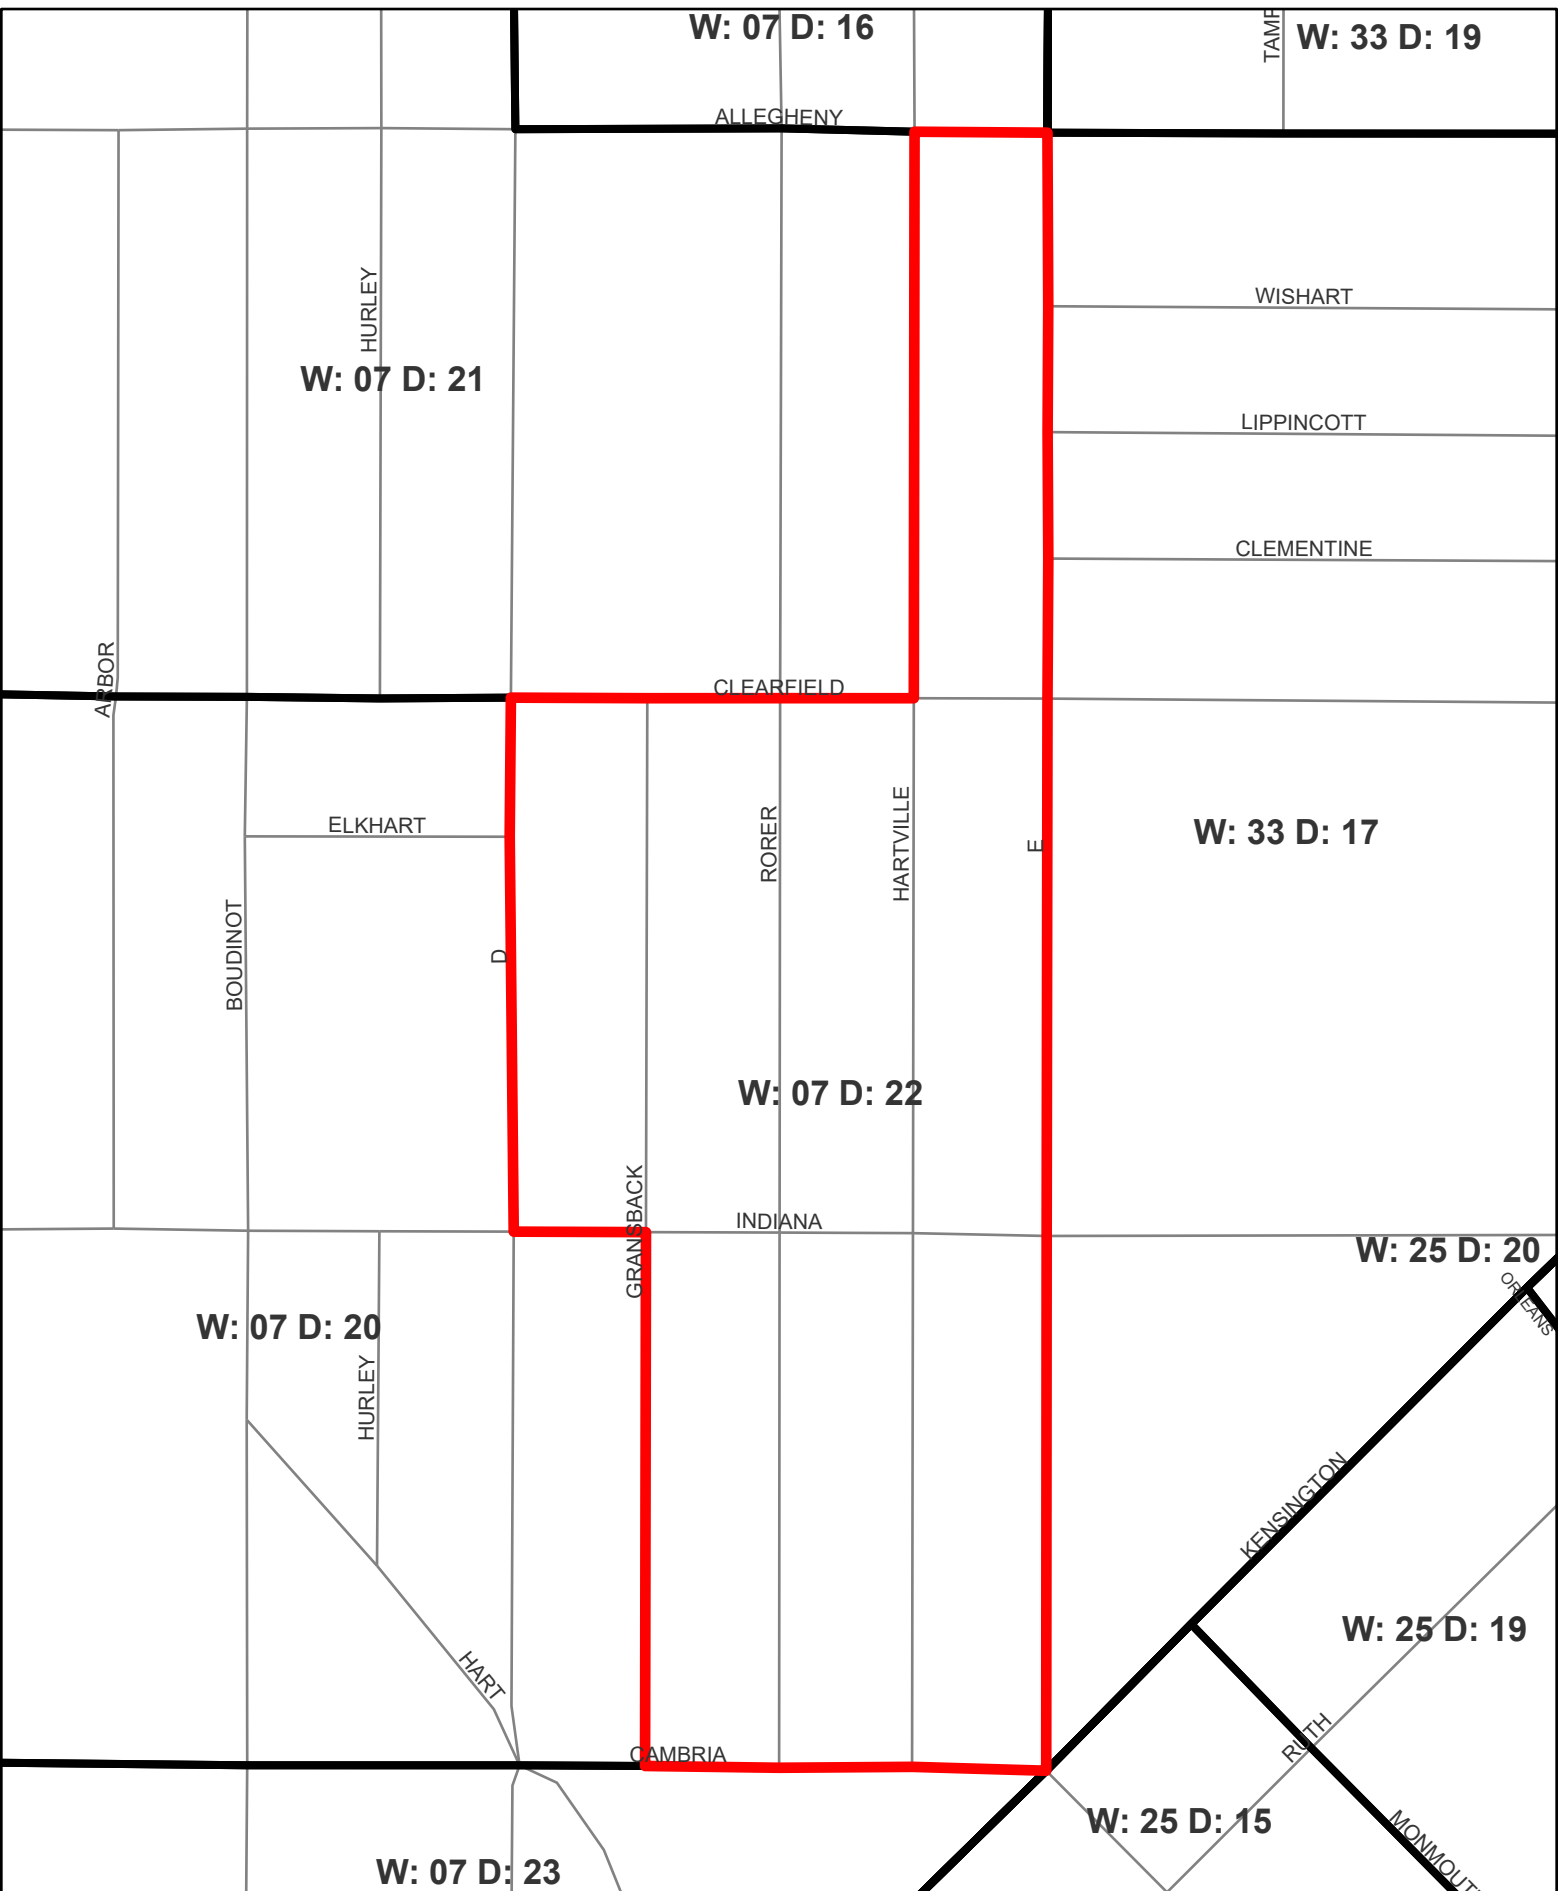 W: 07 D: 16
W: 33 D: 19
ALLEGHENY
HURLEY
WISHART
W: 07 D: 21
LIPPINCOTT
CLEMENTINE
ARBOR
CLEARFIELD
ELKHART
RORER
HARTVILLE
E
W: 33 D: 17
BOUDINOT
D
W: 07 D: 22
GRANSBACK
INDIANA
W: 25 D: 20
ORLEANS
W: 07 D: 20
HURLEY
KENSINGTON
W: 25 D: 19
HART
RUTH
CAMBRIA
W: 25 D: 15
MONMOUT
W: 07 D: 23